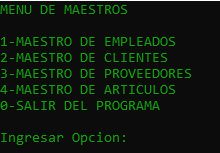 MENU DE MAESTROS
1-MAESTRO DE EMPLEADOS
2-MAESTRO DE CLIENTES
3-MAESTRO DE PROVEEDORES
4-MAESTRO DE ARTICULOS
0-SALIR DEL PROGRAMA
Ingresar Opcion: